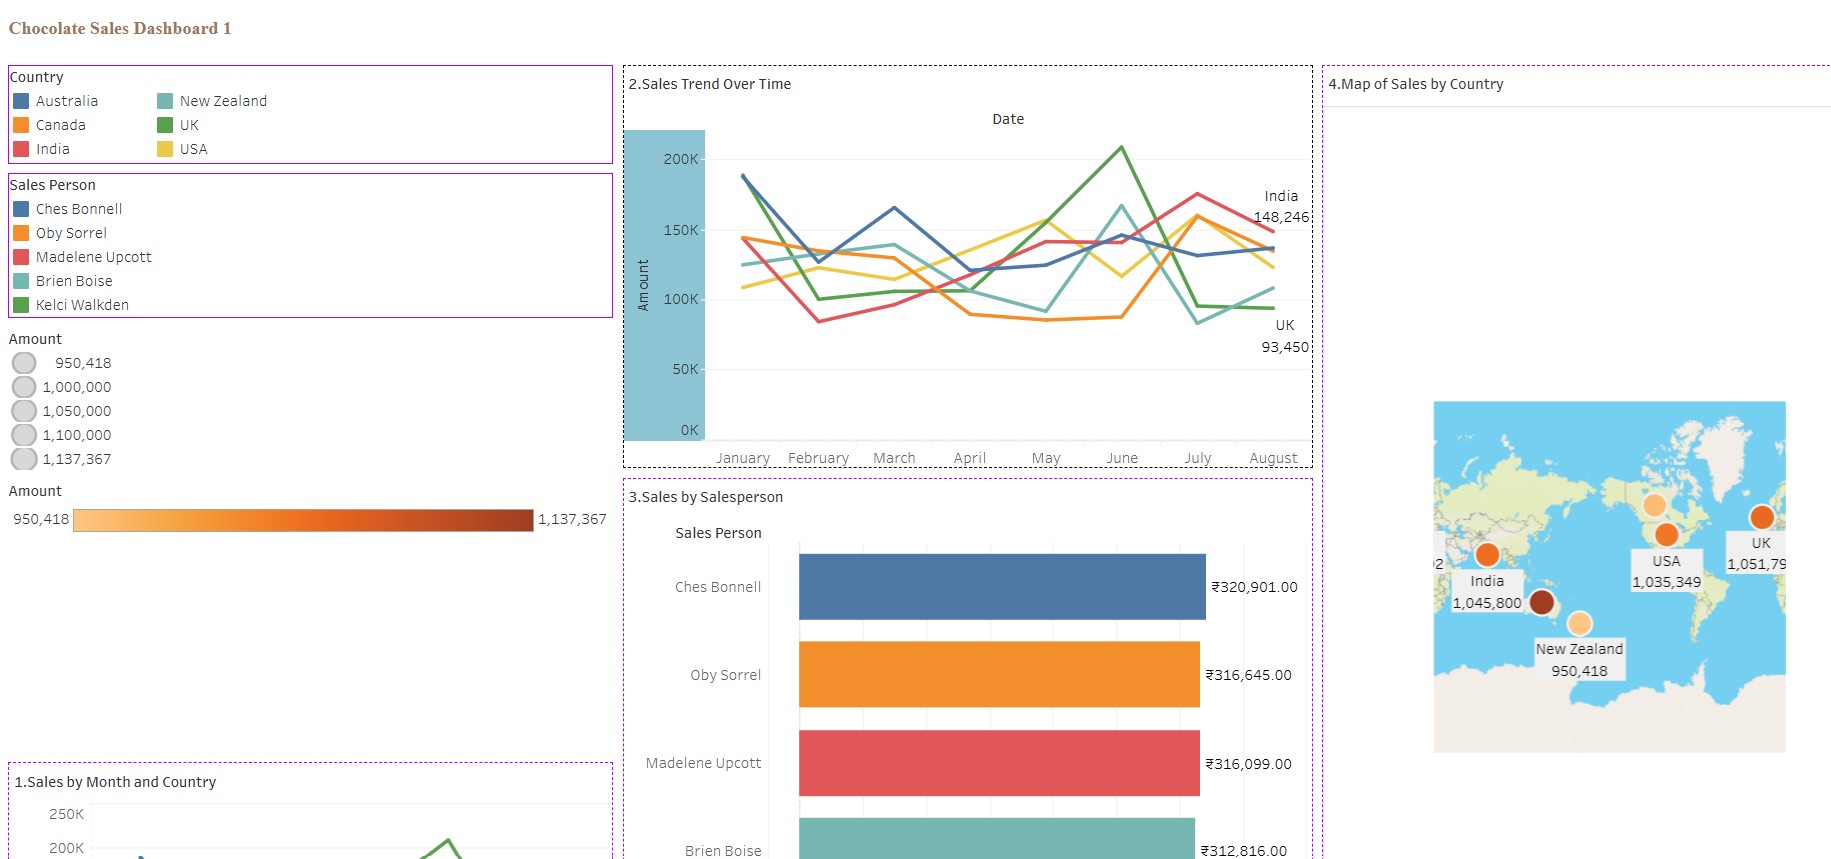 Chocolate Sales Dashboard 1
Country
Australia
Canada
India
New Zealand
UK
USA
Sales Person
Ches Bonnell
Oby Sorrel
Madelene Upcott
Brien Boise
Kelci Walkden
Amount
950,418
1,000,000
1,050,000
1,100,000
1,137,367
Amount
950,418 1,137,367
1.Sales by Month and Country
250K
200K
2.Sales Trend Over Time
Date
Amount
200K
150K
100K
50K
0K
India
148,246
UK
93,450
January February March April May June July August
3.Sales by Salesperson
Sales Person
Ches Bonnell ₹320,901.00
Oby Sorrel ₹316,645.00
Madelene Upcott ₹316,099.00
Brien Boise ₹312,816.00
4.Map of Sales by Country
UK
1,051,79
USA
1,035,349
India
1,045,800
New Zealand
950,418